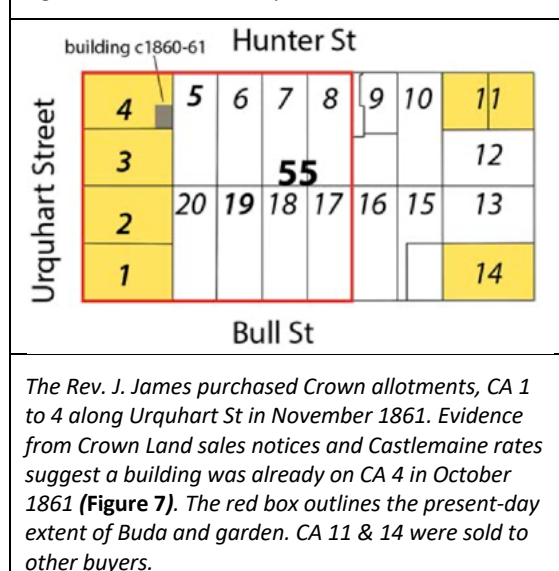 building c1860-61
Hunter St
Urquhart Street
4 5 6 7 8 9 10 11
3 55 12
2 20 19 18 17 16 15 13
1 14
Bull St
The Rev. J. James purchased Crown allotments, CA 1
to 4 along Urquhart St in November 1861. Evidence
from Crown Land sales notices and Castlemaine rates
suggest a building was already on CA 4 in October
1861 (Figure 7). The red box outlines the present-day
extent of Buda and garden. CA 11 & 14 were sold to
other buyers.